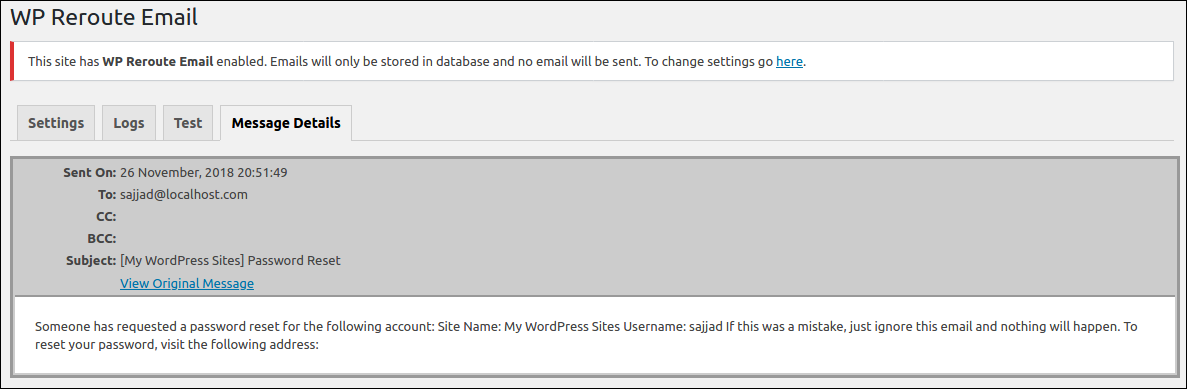 WP Reroute Email
This site has WP Reroute Email enabled. Emails will only be stored in database and no email will be sent. To change settings go here.
Settings Logs Test Message Details
Sent On: 26 November, 2018 20:51:49
To: sajjad@localhost.com
CC:
BCC:
Subject: [My WordPress Sites] Password Reset
View Original Message
Someone has requested a password reset for the following account: Site Name: My WordPress Sites Username: sajjad If this was a mistake, just ignore this email and nothing will happen. To
reset your password, visit the following address: